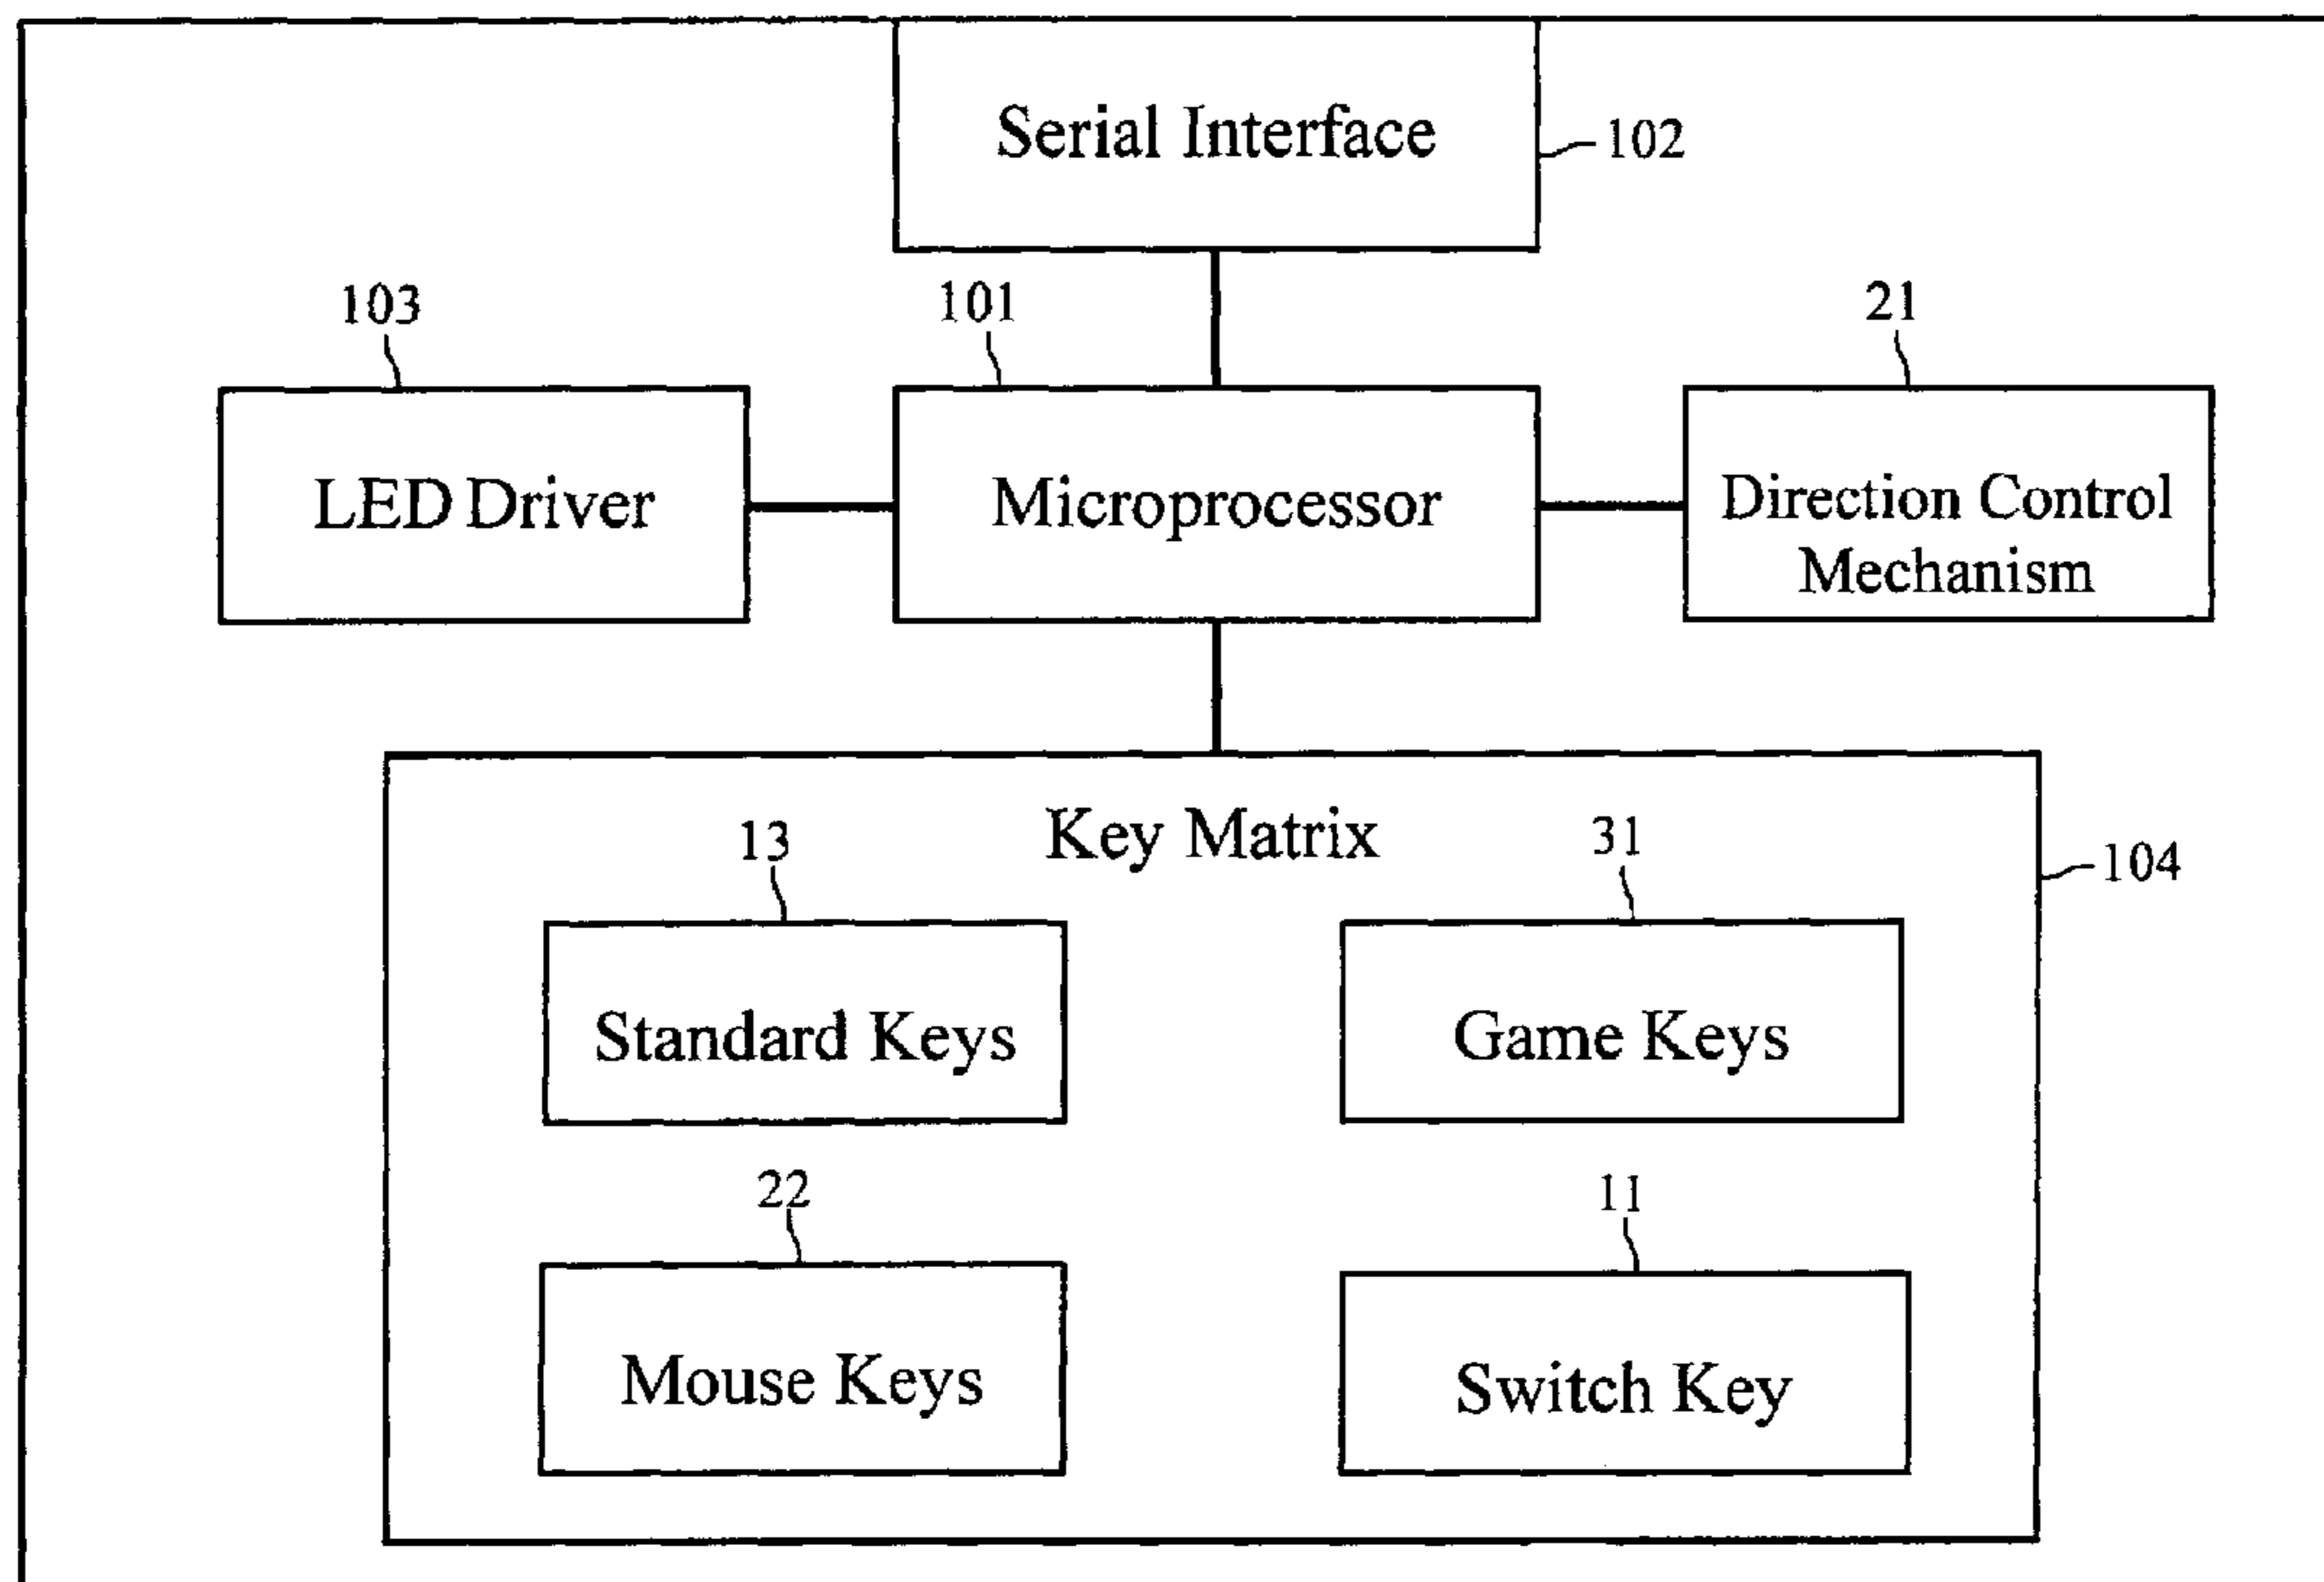 Serial Interface
102
103
101
21
LED Driver
Microprocessor
Direction Control
Mechanism
Key Matrix
13
31
104
Standard Keys
Game Keys
22
11
Mouse Keys
Switch Key